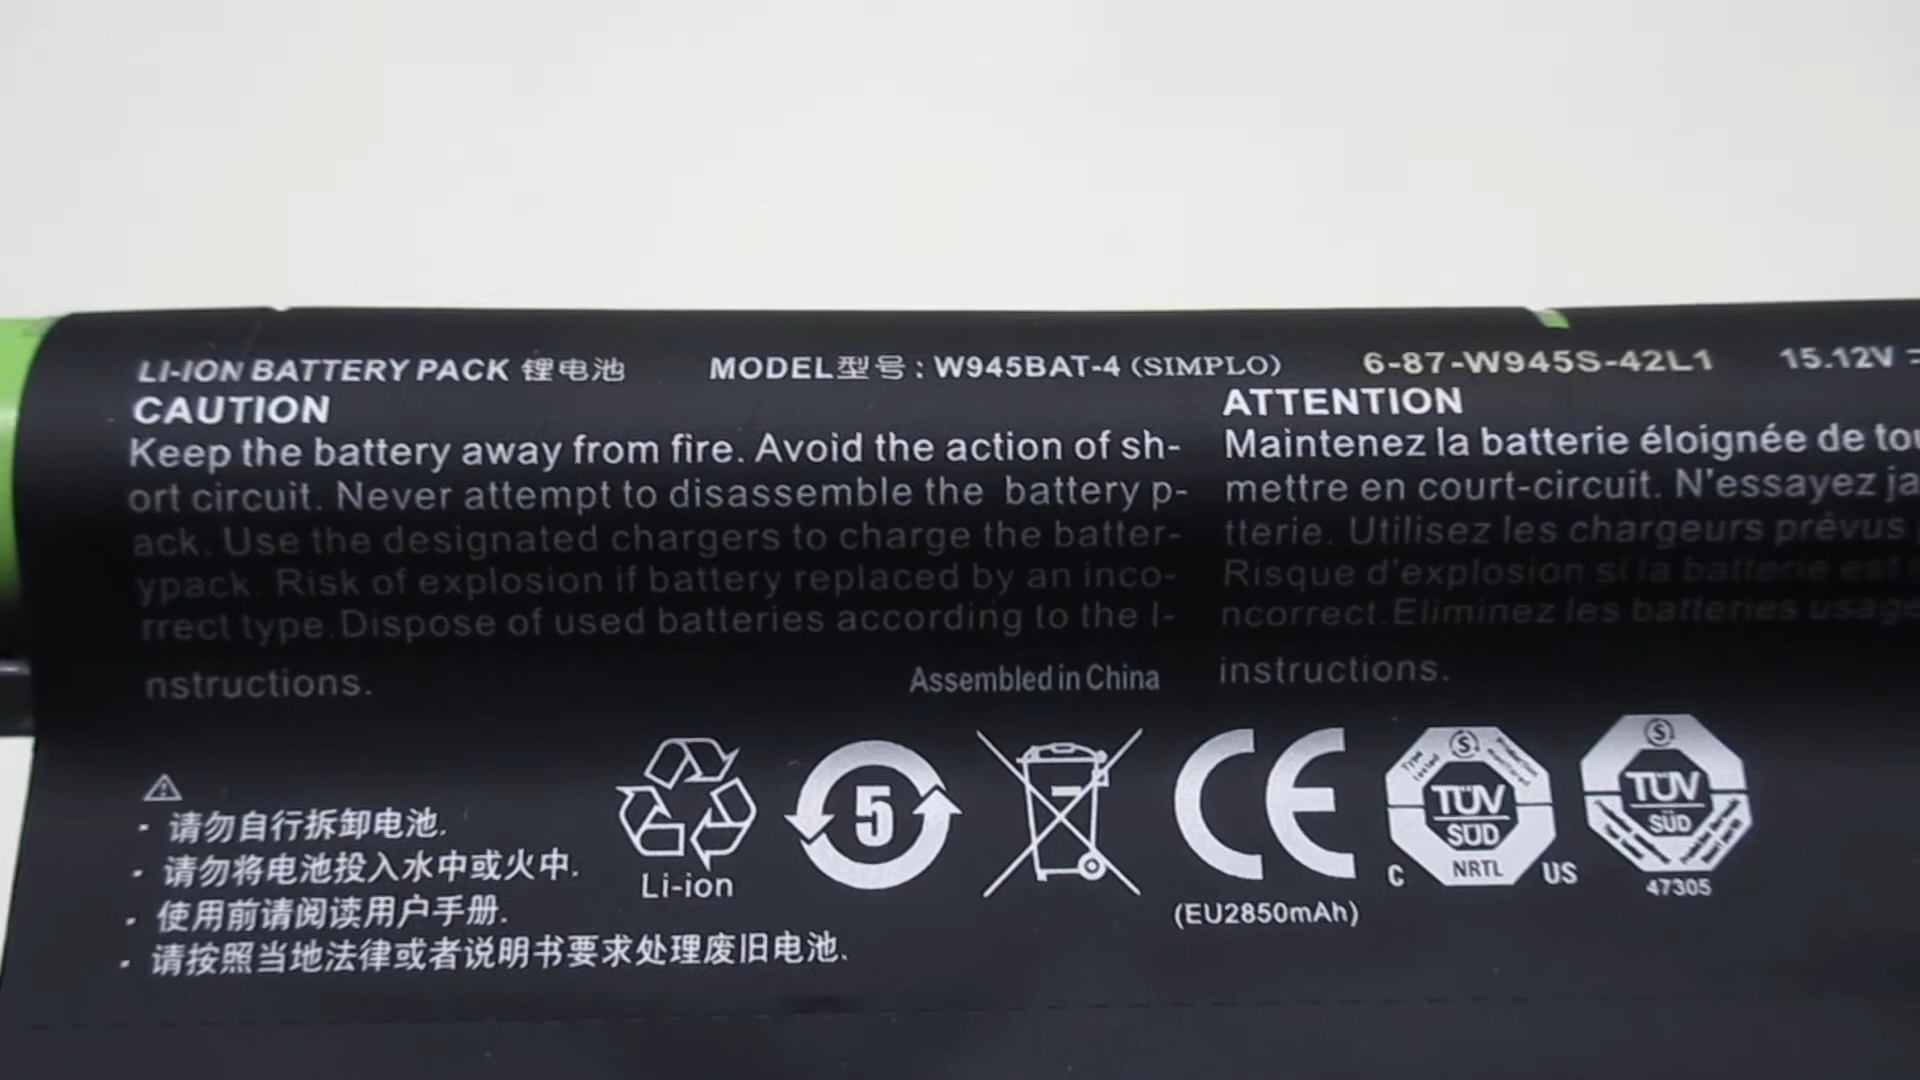 LI-ION BATTERY PACK 锂电池 MODEL型号: W945BAT-4 (SIMPLO) 6-87-W945S-42L1 15.12V
CAUTION
Keep the battery away from fire. Avoid the action of sh-
ort circuit. Never attempt to disassemble the battery p-
ack. Use the designated chargers to charge the batter-
ypack. Risk of explosion if battery replaced by an inco-
rrect type.Dispose of used batteries according to the I-
nstructions.
Assembled in China
ATTENTION
Maintenez la batterie éloignée de
mettre en court-circuit. N'essayez
tterie. Utilisez les chargeurs prévus
Risque d'explosion si la batterie est
ncorrect.Eliminez les batteries
instructions.
· 请勿自行拆卸电池.
· 请勿将电池投入水中或火中.
· 使用前请阅读用户手册.
· 请按照当地法律或者说明书要求处理废旧电池.
Li-ion
5
CE
(EU2850mAh)
Type tested
S
TÜV
SÜD
NRTL
C US
S
TÜV
SÜD
47305